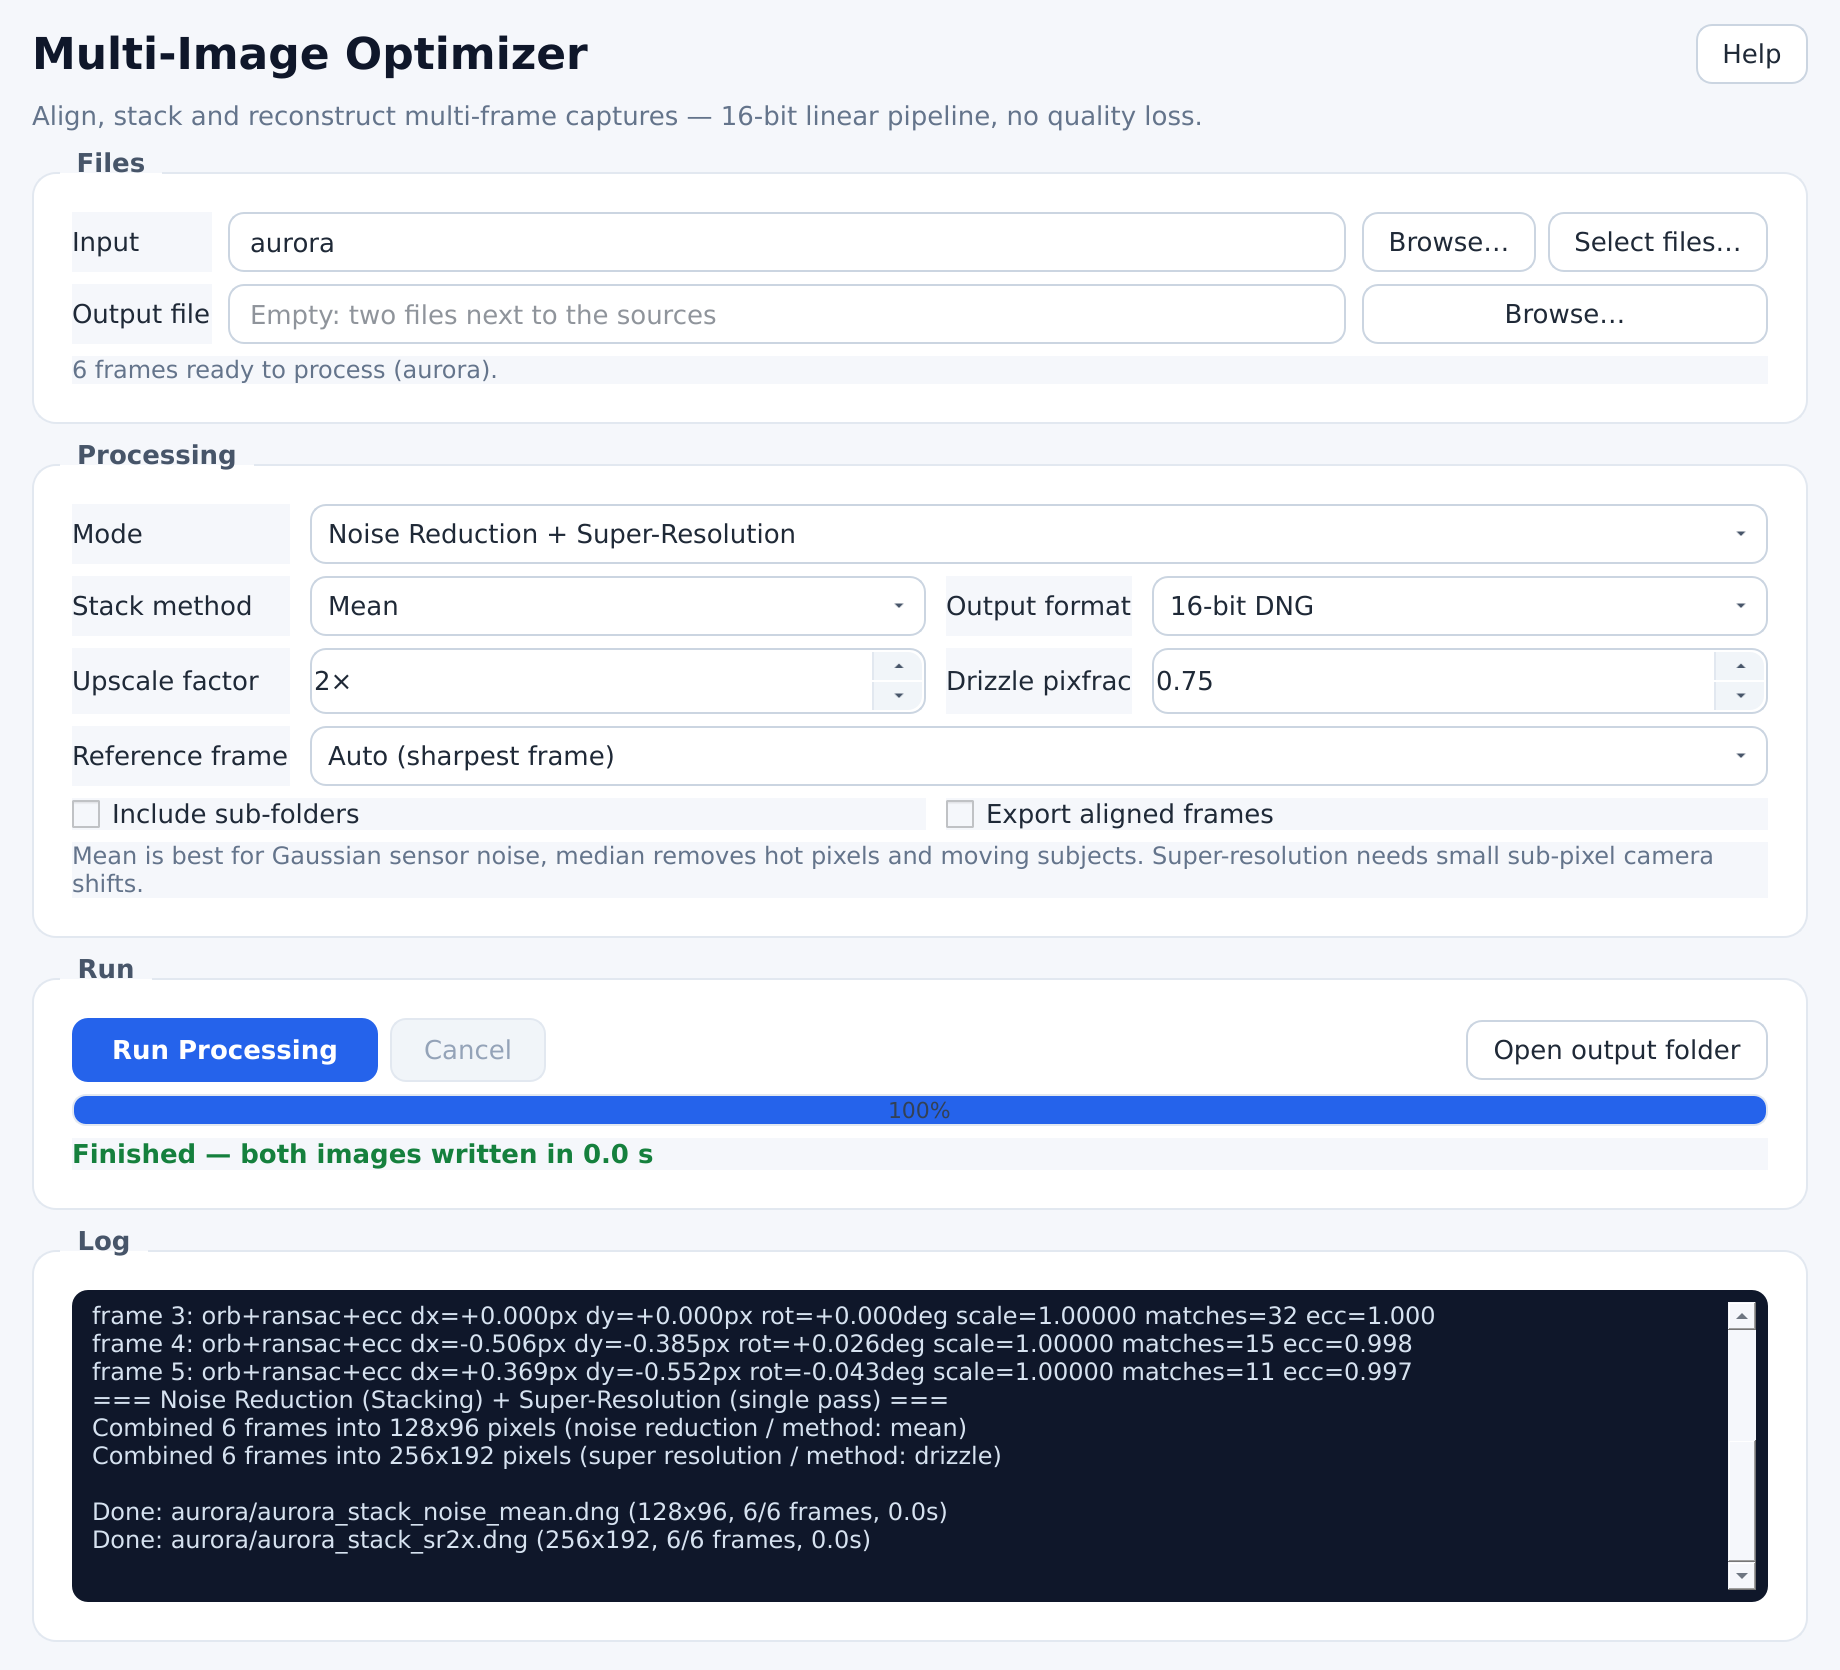 Multi-Image Optimizer
Help
Align, stack and reconstruct multi-frame captures — 16-bit linear pipeline, no quality loss.
Files
Input
aurora
Browse...
Select files...
Output file
Empty: two files next to the sources
Browse...
6 frames ready to process (aurora).
Processing
Mode
Noise Reduction + Super-Resolution
Stack method
Mean
Output format
16-bit DNG
Upscale factor
2×
Drizzle pixfrac
0.75
Reference frame
Auto (sharpest frame)
Include sub-folders
Export aligned frames
Mean is best for Gaussian sensor noise, median removes hot pixels and moving subjects. Super-resolution needs small sub-pixel camera
shifts.
Run
Run Processing
Cancel
Open output folder
100%
Finished — both images written in 0.0 s
Log
frame 3: orb+ransac+ecc dx=+0.000px dy=+0.000px rot=+0.000deg scale=1.00000 matches=32 ecc=1.000
frame 4: orb+ransac+ecc dx=-0.506px dy=-0.385px rot=+0.026deg scale=1.00000 matches=15 ecc=0.998
frame 5: orb+ransac+ecc dx=+0.369px dy=-0.552px rot=-0.043deg scale=1.00000 matches=11 ecc=0.997
=== Noise Reduction (Stacking) + Super-Resolution (single pass) ===
Combined 6 frames into 128x96 pixels (noise reduction / method: mean)
Combined 6 frames into 256x192 pixels (super resolution / method: drizzle)
Done: aurora/aurora_stack_noise_mean.dng (128x96, 6/6 frames, 0.0s)
Done: aurora/aurora_stack_sr2x.dng (256x192, 6/6 frames, 0.0s)